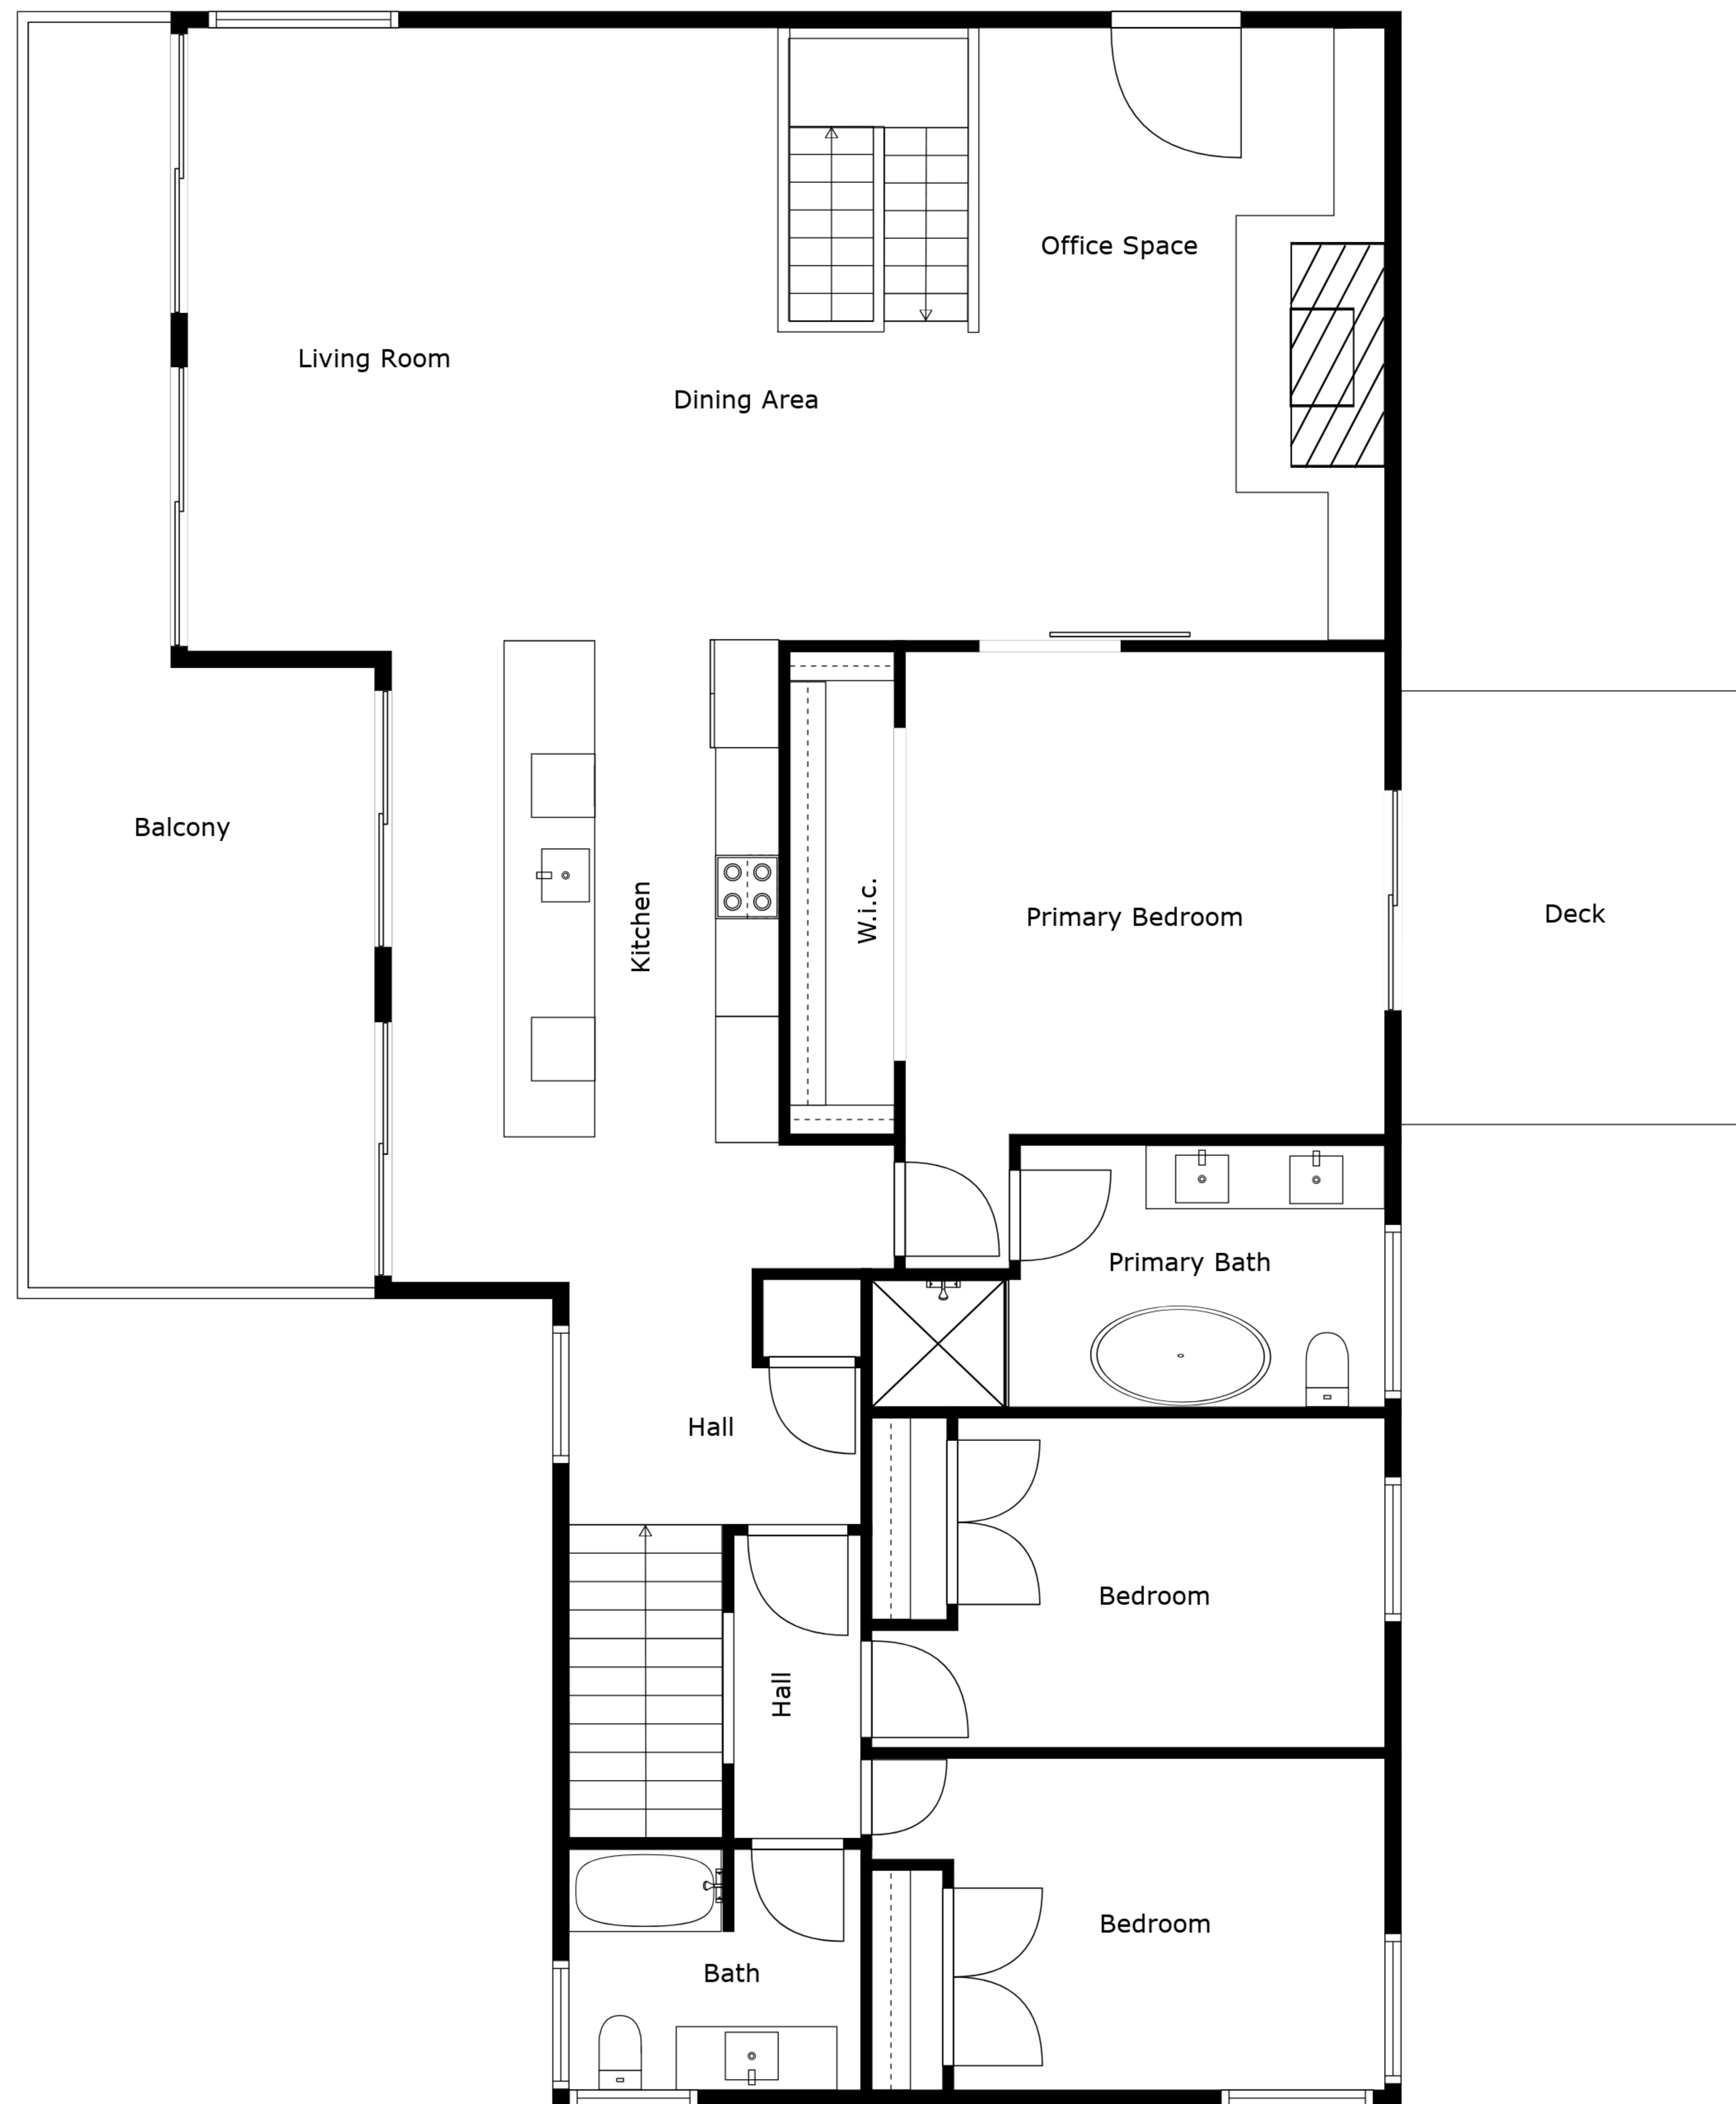 Office Space
Living Room
Dining Area
Balcony
Kitchen
W.i.c.
Primary Bedroom
Deck
Primary Bath
Hall
Bedroom
Hall
Bedroom
Bath